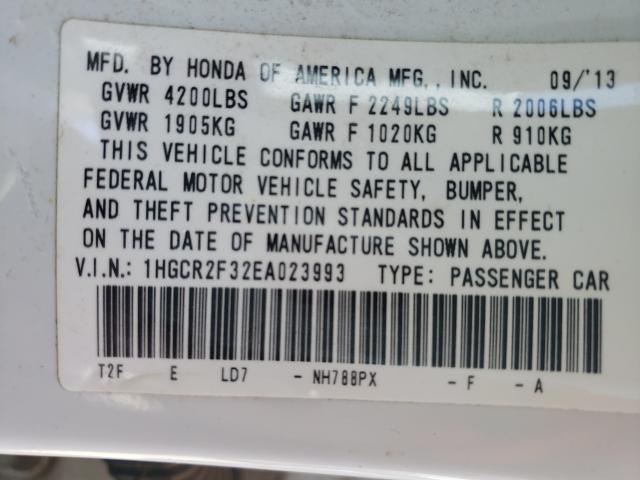 MFD. BY HONDA OF AMERICA MFG., INC. 09/'13
GVWR 4200LBS GAWR F 2249LBS R 2006LBS
GVWR 1905KG GAWR F 1020KG R 910KG
THIS VEHICLE CONFORMS TO ALL APPLICABLE
FEDERAL MOTOR VEHICLE SAFETY, BUMPER,
AND THEFT PREVENTION STANDARDS IN EFFECT
ON THE DATE OF MANUFACTURE SHOWN ABOVE.
V.I.N.: 1HGCR2F32EA023993 TYPE: PASSENGER CAR
T2F E LD7 - NH788PX - F - A